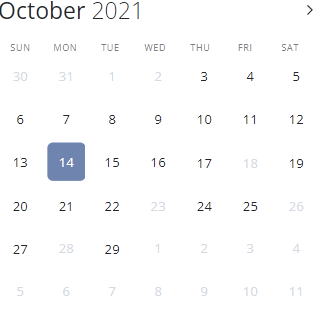 October 2021
SUN MON TUE WED THU FRI SAT
30 31 1 2 3 4 5
6 7 8 9 10 11 12
13 14 15 16 17 18 19
20 21 22 23 24 25 26
27 28 29 1 2 3 4
5 6 7 8 9 10 11